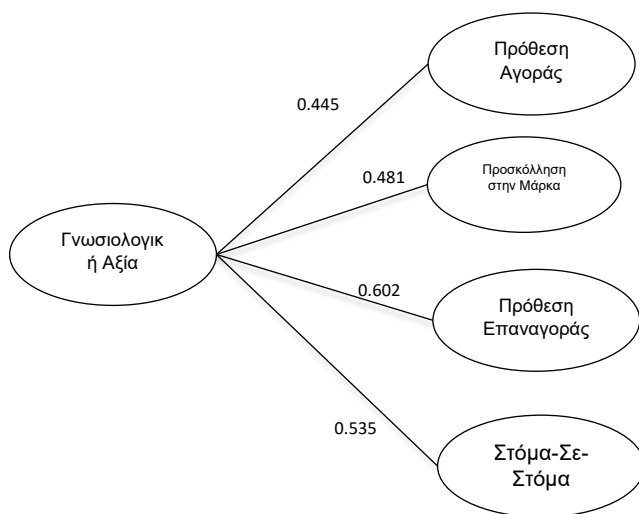 Πρόθεση
Αγοράς
0.445
Προσκόλληση
στην Μάρκα
0.481
Γνωσιολογικ
ή Αξία
0.602
Πρόθεση
Επαναγοράς
0.535
Στόμα-Σε-
Στόμα